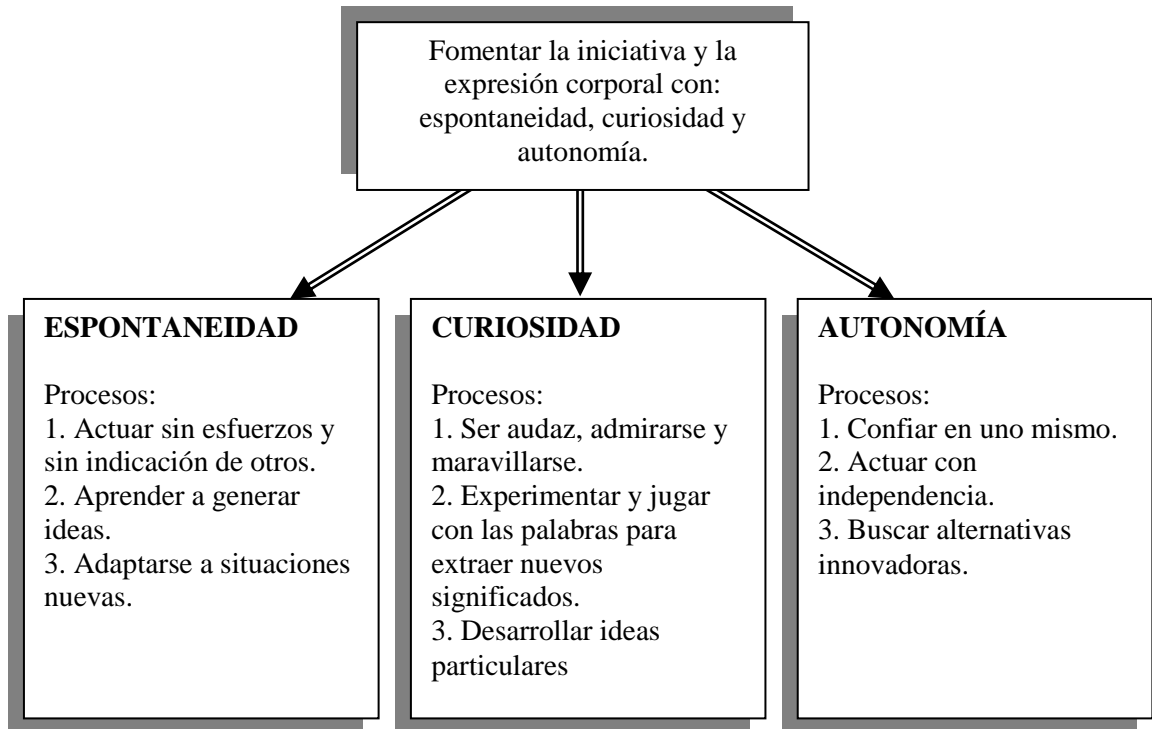 Fomentar la iniciativa y la
expresión corporal con:
espontaneidad, curiosidad y
autonomía.
ESPONTANEIDAD
Procesos:
1. Actuar sin esfuerzos y
sin indicación de otros.
2. Aprender a generar
ideas.
3. Adaptarse a situaciones
nuevas.
CURIOSIDAD
Procesos:
1. Ser audaz, admirarse y
maravillarse.
2. Experimentar y jugar
con las palabras para
extraer nuevos
significados.
3. Desarrollar ideas
particulares
AUTONOMÍA
Procesos:
1. Confiar en uno mismo.
2. Actuar con
independencia.
3. Buscar alternativas
innovadoras.